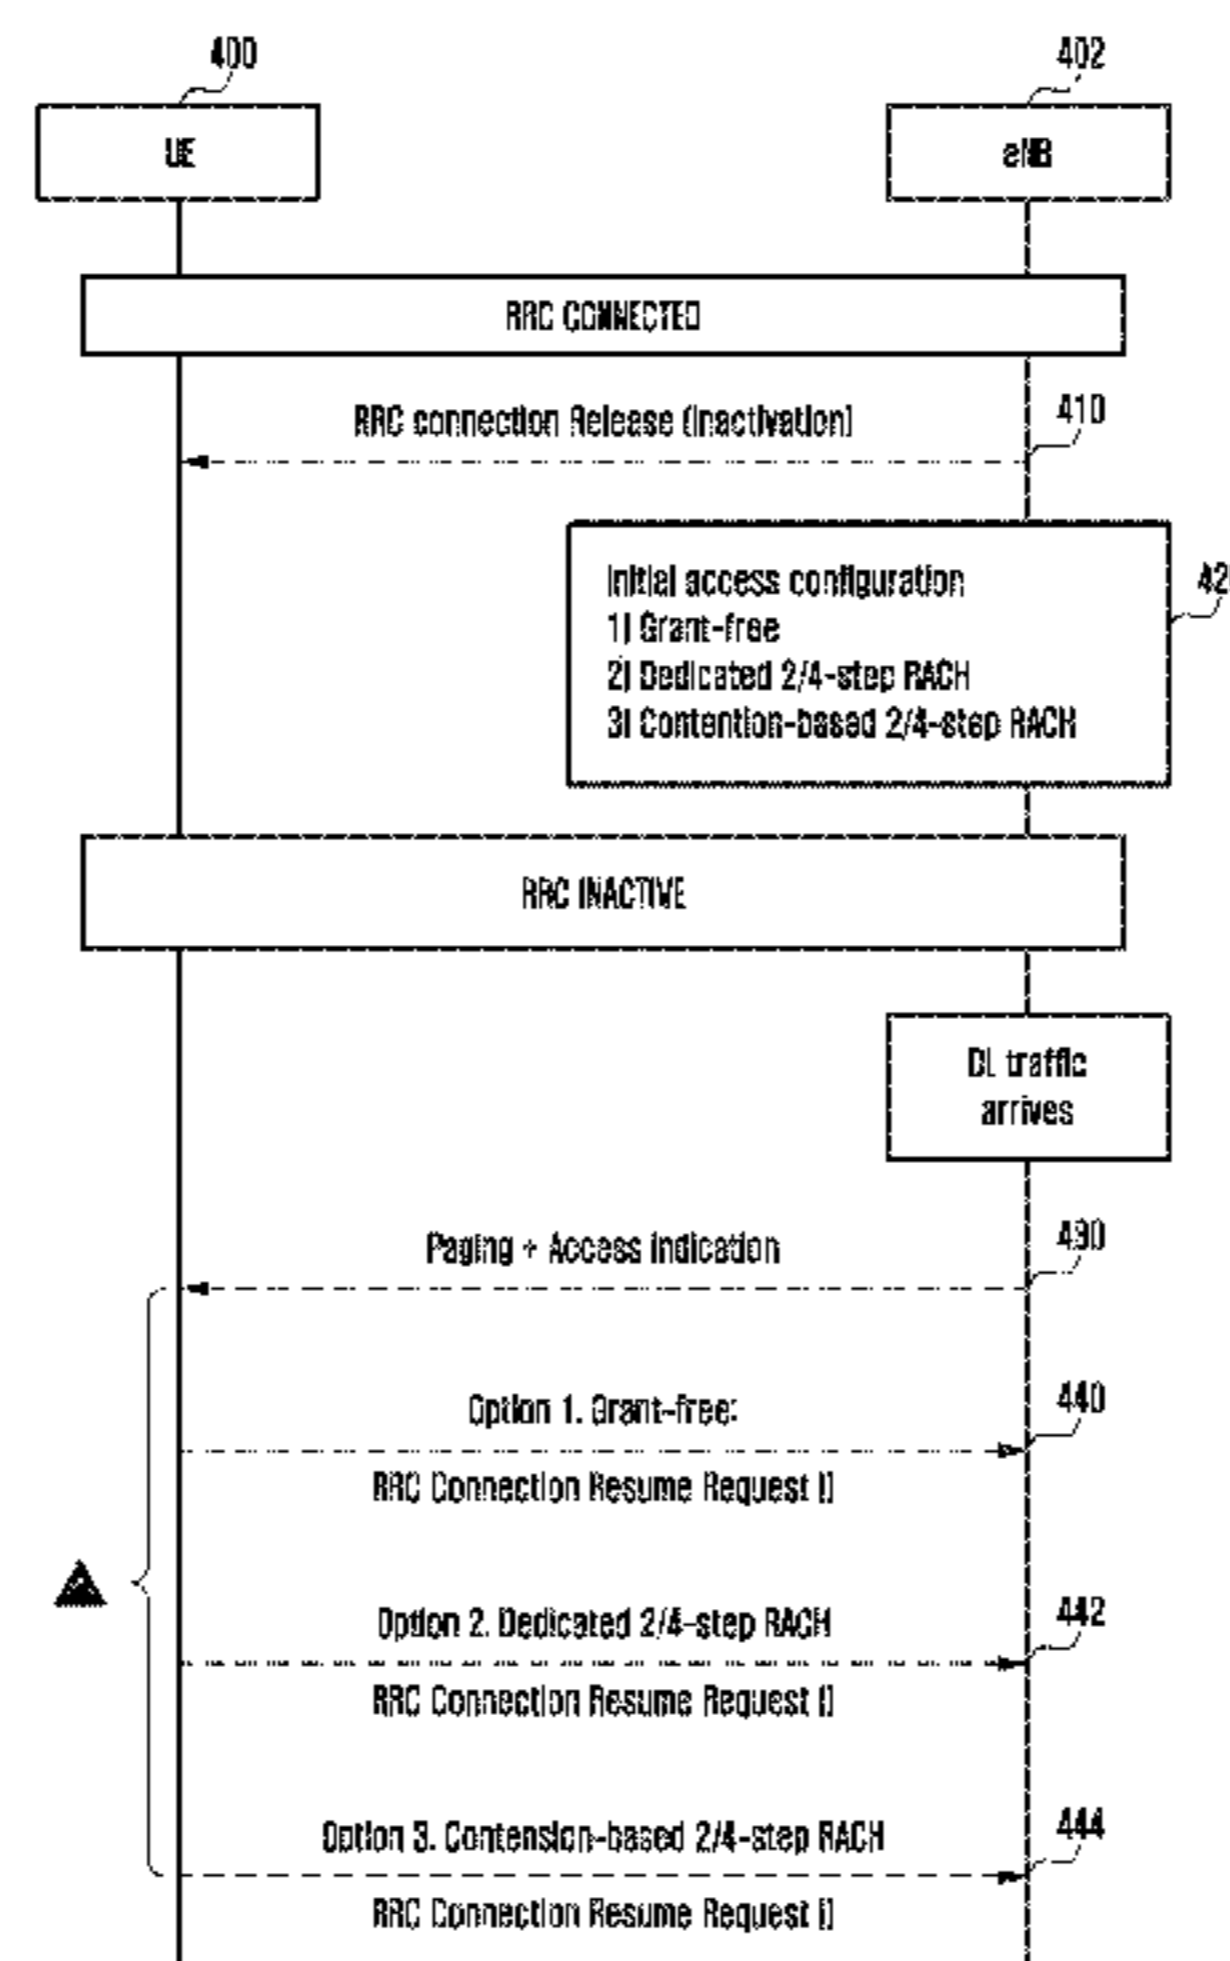 400
402
UE
eNB
RRC CONNECTED
RRC connection Release (Inactivation)
410
Initial access configuration
1) Grant-free
2) Dedicated 2/4-step RACH
3) Contention-based 2/4-step RACH
42
RRC INACTIVE
DL traffic
arrives
Paging + Access indication
430
Option 1. Grant-free:
440
RRC Connection Resume Request ()
Option 2. Dedicated 2/4-step RACH
442
RRC Connection Resume Request ()
Option 3. Contension-based 2/4-step RACH
444
RRC Connection Resume Request ()